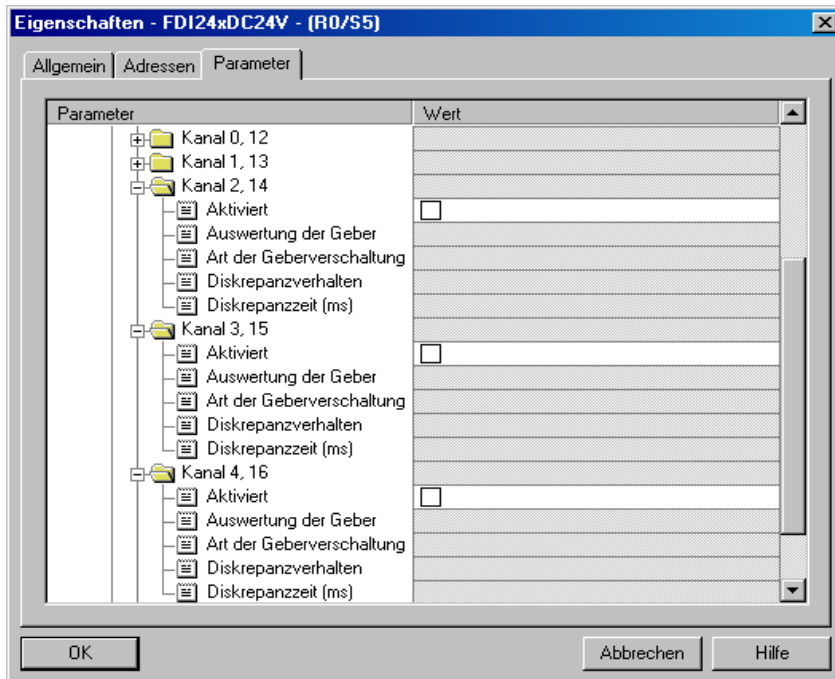 Eigenschaften - FDI24xDC24V - (R0/S5)
Allgemein Adressen Parameter
Parameter Wert
Kanal 0, 12
Kanal 1, 13
Kanal 2, 14
Aktiviert
Auswertung der Geber
Art der Geberverschaltung
Diskrepanzverhalten
Diskrepanzzeit (ms)
Kanal 3, 15
Aktiviert
Auswertung der Geber
Art der Geberverschaltung
Diskrepanzverhalten
Diskrepanzzeit (ms)
Kanal 4, 16
Aktiviert
Auswertung der Geber
Art der Geberverschaltung
Diskrepanzverhalten
Diskrepanzzeit (ms)
OK Abbrechen Hilfe